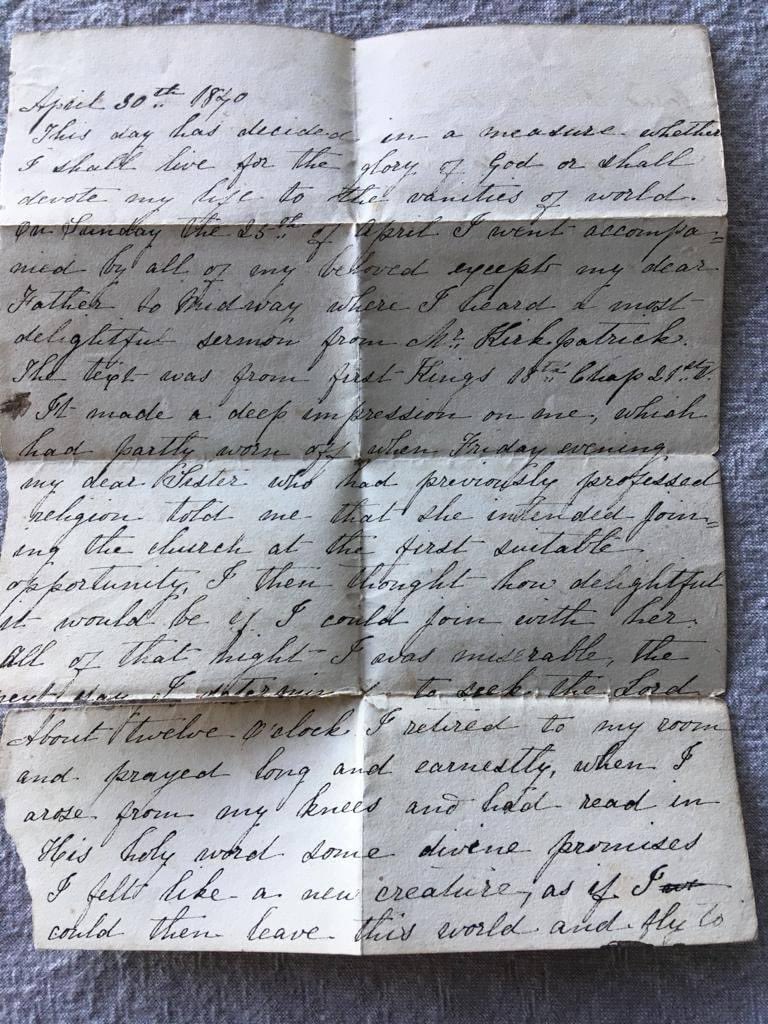 April 30th 1870
This day has decided in a measure whether
I shall live for the glory of God or shall
devote my life to the vanities of world.
On Sunday the 25th of April I went accompa=
nied by all of my beloved except my dear
Father to Midway where I heard a most
delightful sermon from Mr. Kirkpatrick.
The text was from first Kings 18th Chap 21st V.
It made a deep impression on me, which
had partly worn off when Friday evening
my dear Sister who had previously professed
religion told me that she intended join=
ing the church at the first suitable
opportunity, I then thought how delightful
it would be if I could join with her.
All of that night I was miserable, the
next day I determined to seek the Lord
About twelve O'clock I retired to my room
and prayed long and earnestly, when I
arose from my knees and had read in
His holy word some divine promises
I felt like a new creature, as if I
could then leave this world and fly to